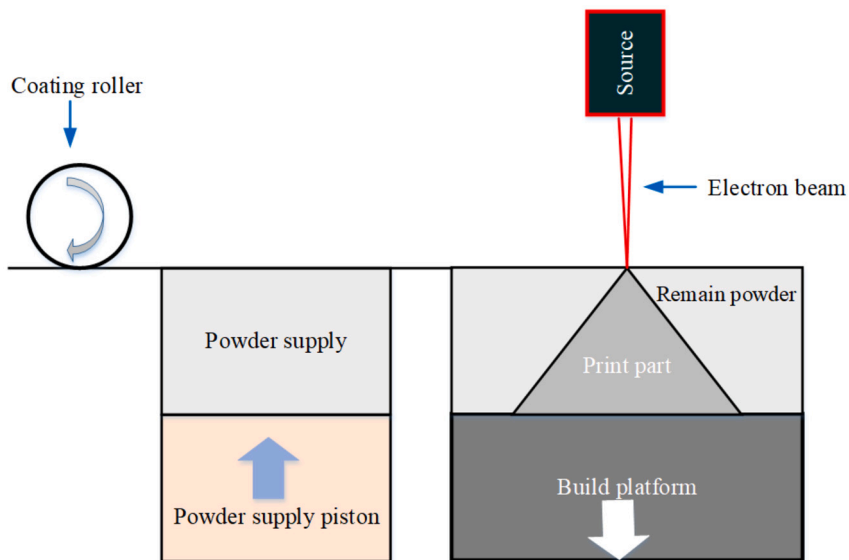 Source
Coating roller
Electron beam
Remain powder
Powder supply
Print part
Build platform
Powder supply piston